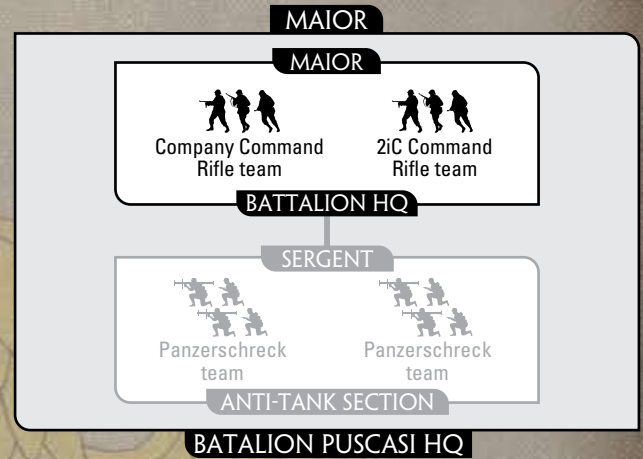 MAIOR
MAIOR
Company Command
Rifle team
2iC Command
Rifle team
BATTALION HQ
SERGENT
Panzerschreck
team
Panzerschreck
team
ANTI-TANK SECTION
BATALION PUSCASI HQ